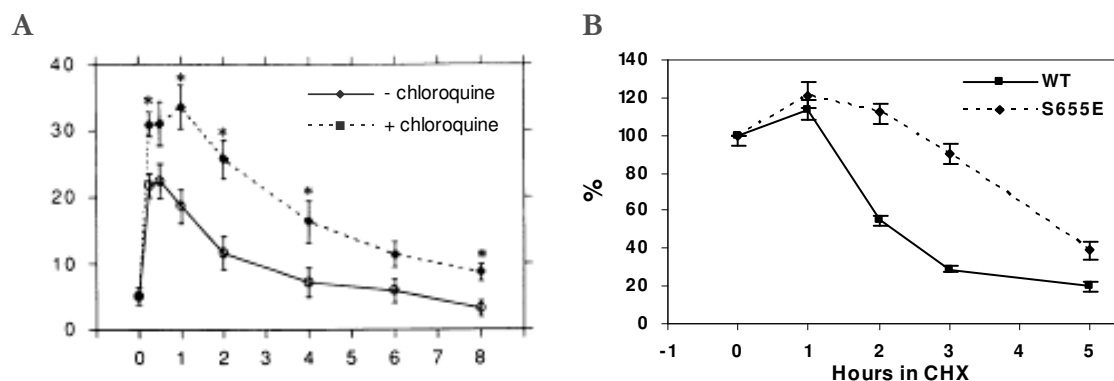 A
40
30
20
10
0
0 1 2 3 4 5 6 7 8
- chloroquine
+ chloroquine
* * * * *
B
140
120
100
80
60
40
20
0
%
-1 0 1 2 3 4 5
Hours in CHX
WT
S655E